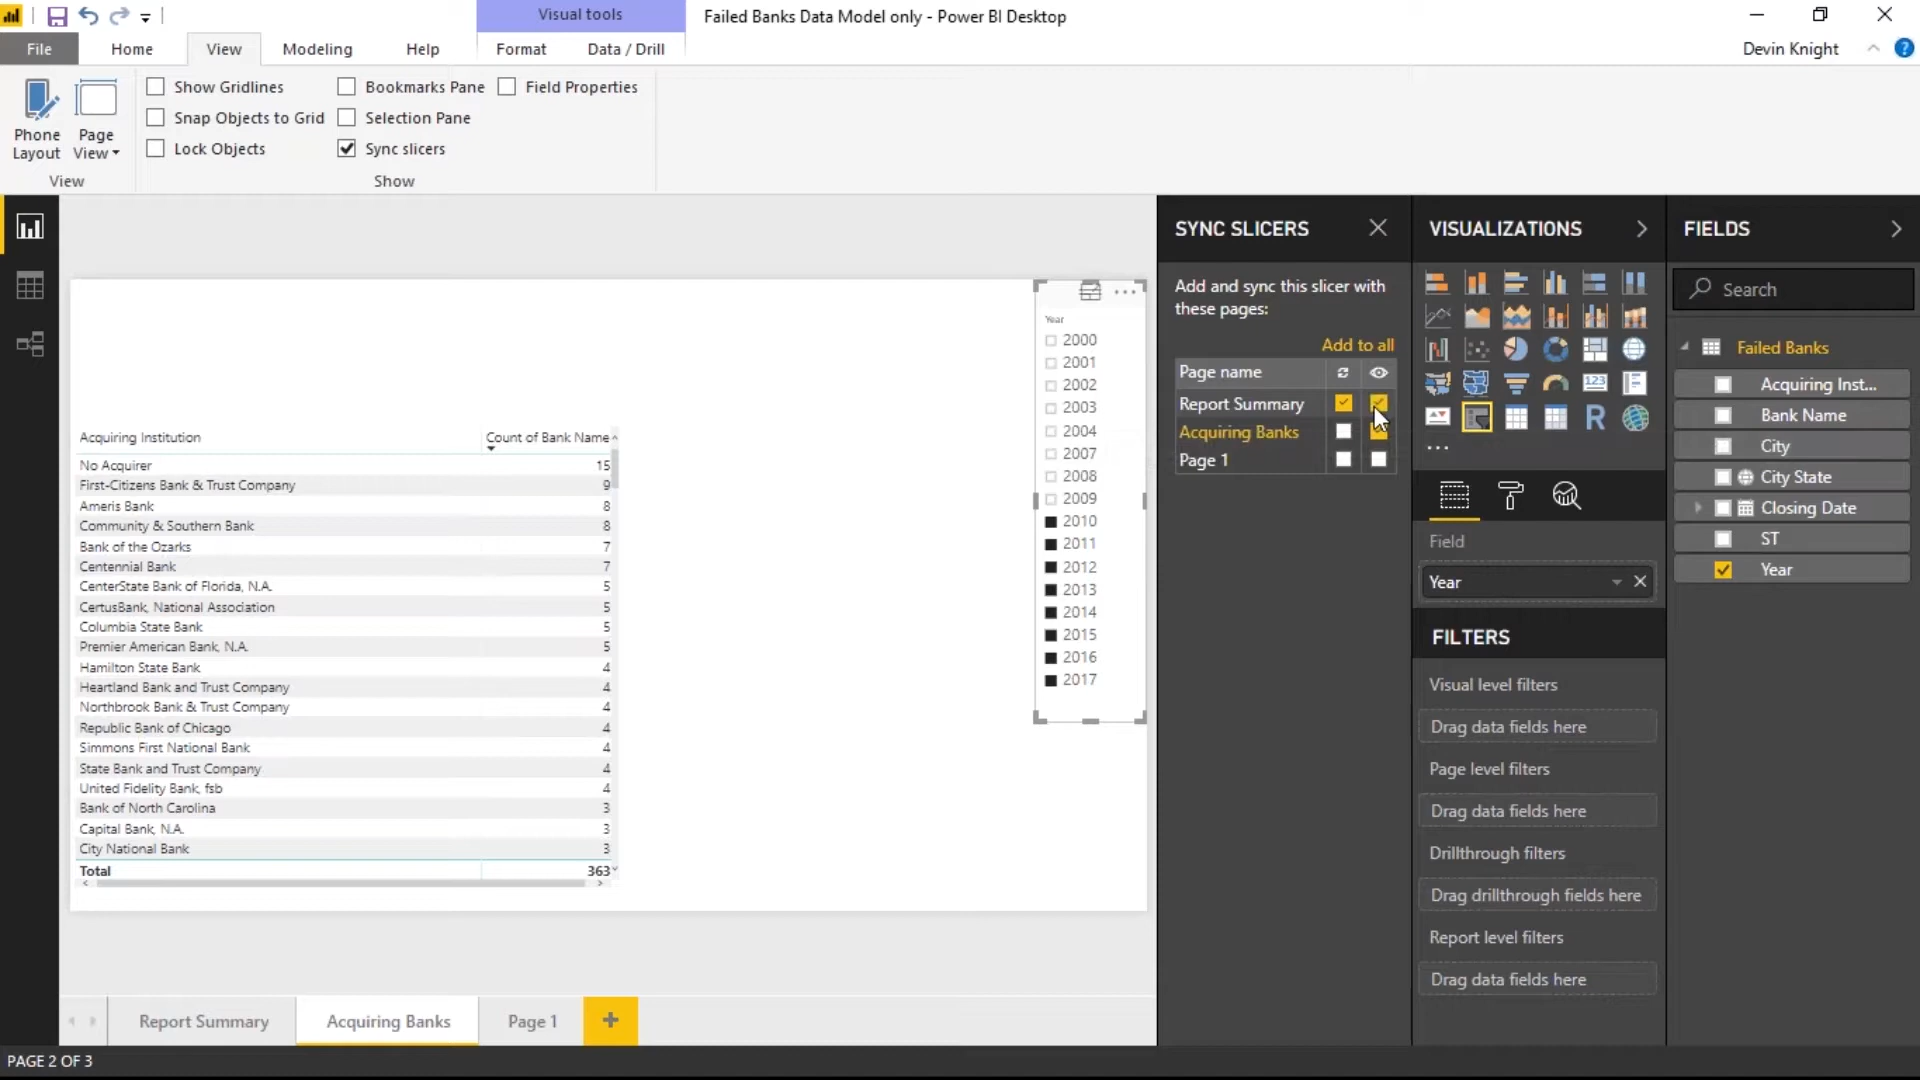 Visual tools
Failed Banks Data Model only - Power BI Desktop
File
Home
View
Modeling
Help
Format
Data / Drill
Devin Knight
?
Phone Layout
Page View
View
Show Gridlines
Snap Objects to Grid
Lock Objects
Bookmarks Pane
Selection Pane
Sync slicers
Field Properties
Show
Acquiring Institution Count of Bank Name
No Acquirer 15
First-Citizens Bank & Trust Company 9
Ameris Bank 8
Community & Southern Bank 8
Bank of the Ozarks 7
Centennial Bank 7
CenterState Bank of Florida, N.A. 5
CertusBank, National Association 5
Columbia State Bank 5
Premier American Bank, N.A. 5
Hamilton State Bank 4
Heartland Bank and Trust Company 4
Northbrook Bank & Trust Company 4
Republic Bank of Chicago 4
Simmons First National Bank 4
State Bank and Trust Company 4
United Fidelity Bank, fsb 4
Bank of North Carolina 3
Capital Bank, N.A. 3
City National Bank 3
Total 363
Year
2000
2001
2002
2003
2004
2007
2008
2009
2010
2011
2012
2013
2014
2015
2016
2017
SYNC SLICERS
Add and sync this slicer with
these pages:
Add to all
Page name
Report Summary
Acquiring Banks
Page 1
VISUALIZATIONS
123
R
Field
Year
FILTERS
Visual level filters
Drag data fields here
Page level filters
Drag data fields here
Drillthrough filters
Drag drillthrough fields here
Report level filters
Drag data fields here
FIELDS
Search
Failed Banks
Acquiring Inst...
Bank Name
City
City State
Closing Date
ST
Year
Report Summary
Acquiring Banks
Page 1
+
PAGE 2 OF 3